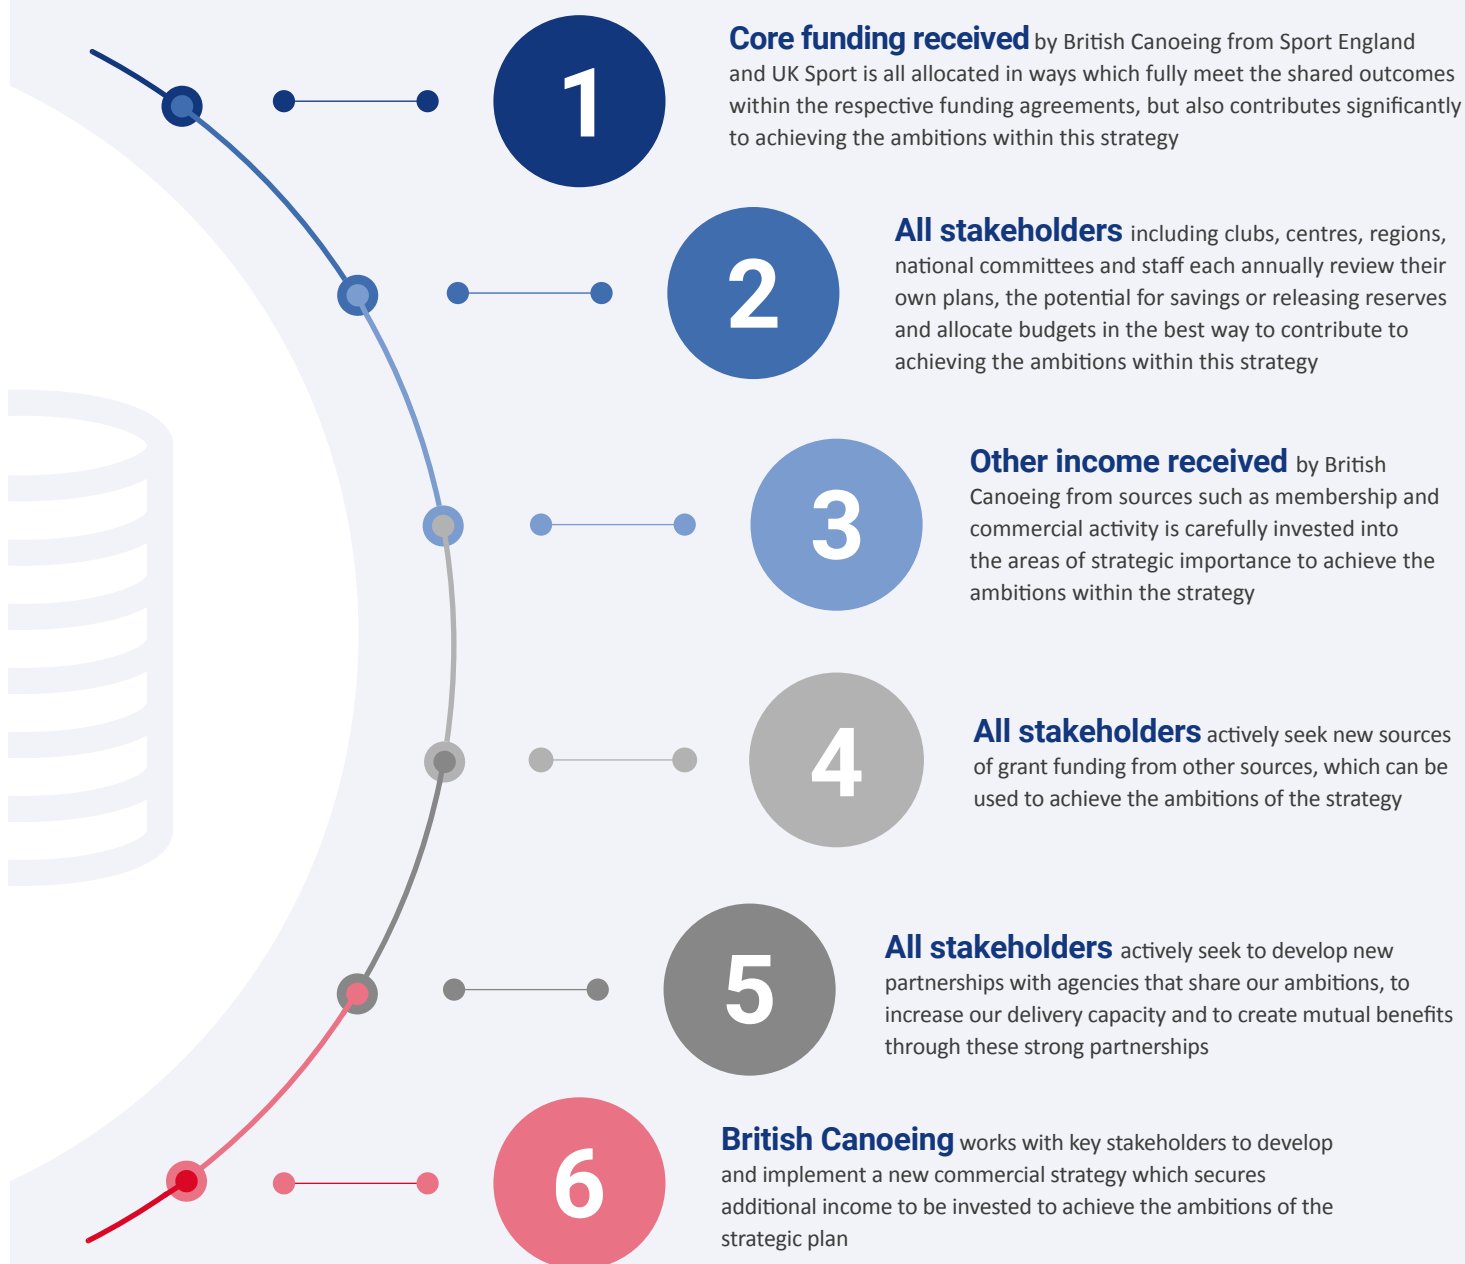 1
Core funding received by British Canoeing from Sport England
and UK Sport is all allocated in ways which fully meet the shared outcomes
within the respective funding agreements, but also contributes significantly
to achieving the ambitions within this strategy
2
All stakeholders including clubs, centres, regions,
national committees and staff each annually review their
own plans, the potential for savings or releasing reserves
and allocate budgets in the best way to contribute to
achieving the ambitions within this strategy
3
Other income received by British
Canoeing from sources such as membership and
commercial activity is carefully invested into
the areas of strategic importance to achieve the
ambitions within the strategy
4
All stakeholders actively seek new sources
of grant funding from other sources, which can be
used to achieve the ambitions of the strategy
5
All stakeholders actively seek to develop new
partnerships with agencies that share our ambitions, to
increase our delivery capacity and to create mutual benefits
through these strong partnerships
6
British Canoeing works with key stakeholders to develop
and implement a new commercial strategy which secures
additional income to be invested to achieve the ambitions of the
strategic plan